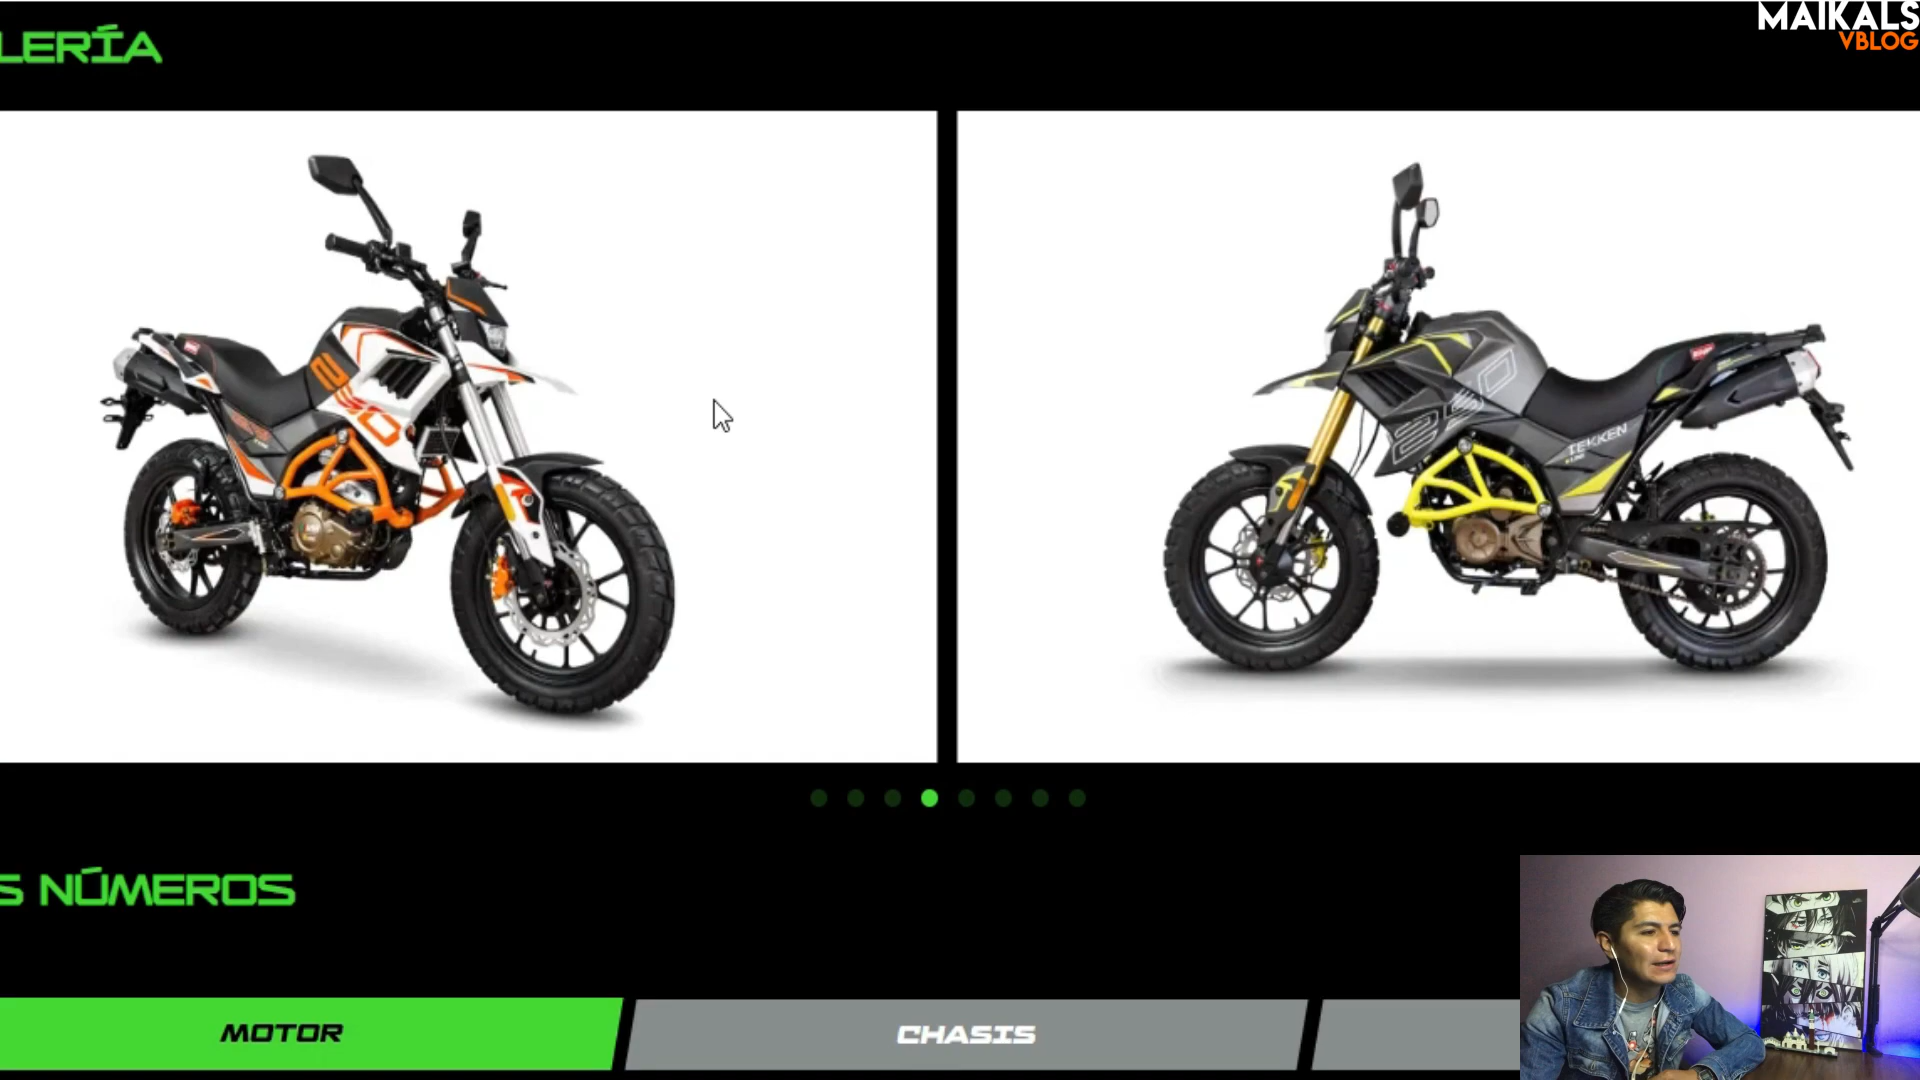 LERÍA
MAIKALS
VBLOG
250
250
TEKKEN
S NÚMEROS
MOTOR
CHASIS